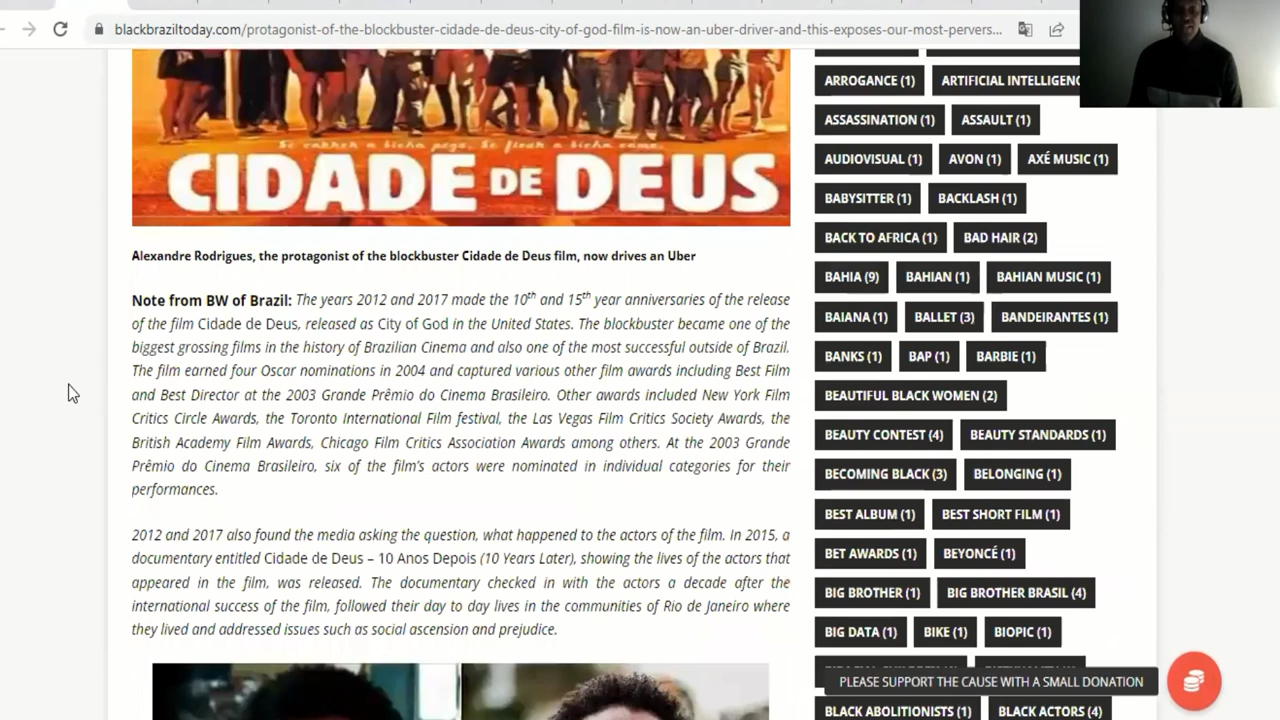 blackbraziltoday.com/protagonist-of-the-blockbuster-cidade-de-deus-city-of-god-film-is-now-an-uber-driver-and-this-exposes-our-most-pervers...
Se correr a bicho pega. Se ficar a bicho come.
CIDADE DE DEUS
Alexandre Rodrigues, the protagonist of the blockbuster Cidade de Deus film, now drives an Uber
Note from BW of Brazil: The years 2012 and 2017 made the 10th and 15th year anniversaries of the release
of the film Cidade de Deus, released as City of God in the United States. The blockbuster became one of the
biggest grossing films in the history of Brazilian Cinema and also one of the most successful outside of Brazil.
The film earned four Oscar nominations in 2004 and captured various other film awards including Best Film
and Best Director at the 2003 Grande Prêmio do Cinema Brasileiro. Other awards included New York Film
Critics Circle Awards, the Toronto International Film festival, the Las Vegas Film Critics Society Awards, the
British Academy Film Awards, Chicago Film Critics Association Awards among others. At the 2003 Grande
Prêmio do Cinema Brasileiro, six of the film's actors were nominated in individual categories for their
performances.
2012 and 2017 also found the media asking the question, what happened to the actors of the film. In 2015, a
documentary entitled Cidade de Deus – 10 Anos Depois (10 Years Later), showing the lives of the actors that
appeared in the film, was released. The documentary checked in with the actors a decade after the
international success of the film, followed their day to day lives in the communities of Rio de Janeiro where
they lived and addressed issues such as social ascension and prejudice.
ARROGANCE (1) ARTIFICIAL
ASSASSINATION (1) ASSAULT (1)
AUDIOVISUAL (1) AVON (1) AXÉ MUSIC (1)
BABYSITTER (1) BACKLASH (1)
BACK TO AFRICA (1) BAD HAIR (2)
BAHIA (9) BAHIAN (1) BAHIAN MUSIC (1)
BAIANA (1) BALLET (3) BANDEIRANTES (1)
BANKS (1) BAP (1) BARBIE (1)
BEAUTIFUL BLACK WOMEN (2)
BEAUTY CONTEST (4) BEAUTY STANDARDS (1)
BECOMING BLACK (3) BELONGING (1)
BEST ALBUM (1) BEST SHORT FILM (1)
BET AWARDS (1) BEYONCÉ (1)
BIG BROTHER (1) BIG BROTHER BRASIL (4)
BIG DATA (1) BIKE (1) BIOPIC (1)
PLEASE SUPPORT THE CAUSE WITH A SMALL DONATION
BLACK ABOLITIONISTS (1) BLACK ACTORS (4)